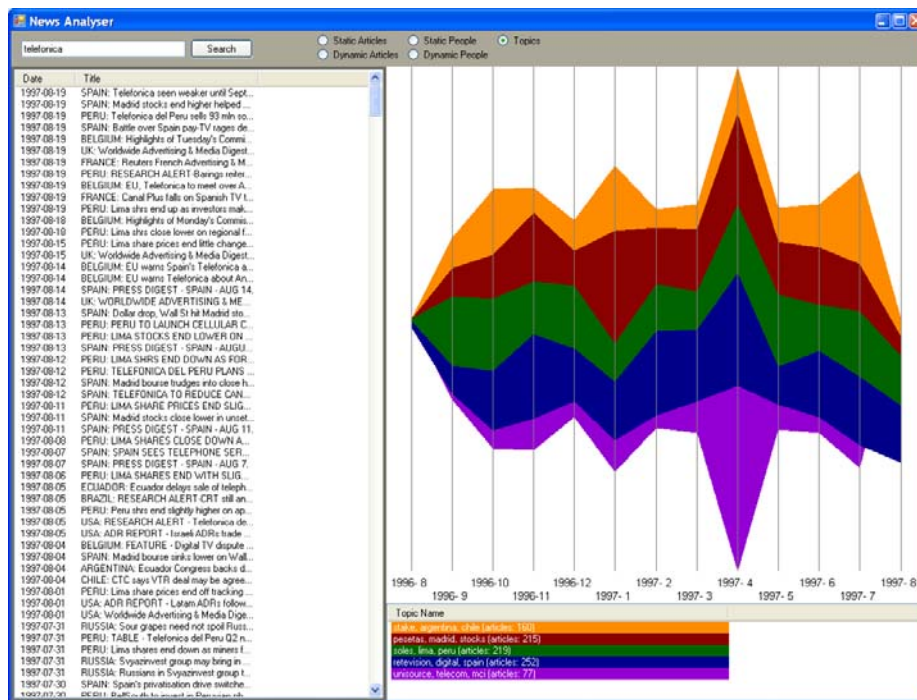 News Analyser
telefonica
Search
Static Articles
Static People
Topics
Dynamic Articles
Dynamic People
Date Title
1997-08-19 SPAIN: Telefonica seen weaker until Sept...
1997-08-19 SPAIN: Madrid stocks end higher helped ...
1997-08-19 PERU: Telefonica del Peru sells 93 mln so...
1997-08-19 SPAIN: Battle over Spain pay-TV rages de...
1997-08-19 BELGIUM: Highlights of Tuesday's Commi...
1997-08-19 UK: Worldwide Advertising & Media Digest...
1997-08-19 FRANCE: Reuters French Advertising & M...
1997-08-19 PERU: RESEARCH ALERT-Barings reiter...
1997-08-19 BELGIUM: EU, Telefonica to meet over A...
1997-08-19 FRANCE: Canal Plus falls on Spanish TV t...
1997-08-19 PERU: Lima shrs end up as investors mak...
1997-08-18 BELGIUM: Highlights of Monday's Commis...
1997-08-18 PERU: Lima shrs close lower on regional f...
1997-08-15 PERU: Lima share prices end little change...
1997-08-15 UK: Worldwide Advertising & Media Digest...
1997-08-14 BELGIUM: EU warns Spain's Telefonica a...
1997-08-14 BELGIUM: EU warns Telefonica about An...
1997-08-14 SPAIN: PRESS DIGEST - SPAIN - AUG 14.
1997-08-14 UK: WORLDWIDE ADVERTISING & ME...
1997-08-13 SPAIN: Dollar drop, Wall St hit Madrid sto...
1997-08-13 PERU: PERU TO LAUNCH CELLULAR C...
1997-08-13 PERU: LIMA STOCKS END LOWER ON ...
1997-08-13 SPAIN: PRESS DIGEST - SPAIN - AUGU...
1997-08-12 PERU: LIMA SHRS END DOWN AS FOR...
1997-08-12 PERU: TELEFONICA DEL PERU PLANS ...
1997-08-12 SPAIN: Madrid bourse trudges into close h...
1997-08-12 SPAIN: TELEFONICA TO REDUCE CAN...
1997-08-11 PERU: LIMA SHARE PRICES END SLIG...
1997-08-11 SPAIN: Madrid stocks close lower in unset...
1997-08-11 SPAIN: PRESS DIGEST - SPAIN - AUG 11.
1997-08-08 PERU: LIMA SHARES CLOSE DOWN A...
1997-08-07 SPAIN: SPAIN SEES TELEPHONE SER...
1997-08-07 SPAIN: PRESS DIGEST - SPAIN - AUG 7.
1997-08-06 PERU: LIMA SHARES END WITH SLIG...
1997-08-05 ECUADOR: Ecuador delays sale of teleph...
1997-08-05 BRAZIL: RESEARCH ALERT-CRT still an...
1997-08-05 PERU: Peru shrs end slightly higher on ap...
1997-08-05 USA: RESEARCH ALERT - Telefonica de...
1997-08-05 USA: ADR REPORT - Israeli ADRs trade ...
1997-08-04 BELGIUM: FEATURE - Digital TV dispute ...
1997-08-04 SPAIN: Madrid bourse sinks lower on Wall...
1997-08-04 ARGENTINA: Ecuador Congress backs d...
1997-08-04 CHILE: CTC says VTR deal may be agree...
1997-08-01 PERU: Lima share prices end off tracking ...
1997-08-01 USA: ADR REPORT - Latam ADRs follow...
1997-08-01 USA: Worldwide Advertising & Media Dige...
1997-07-31 RUSSIA: Sour grapes need not spoil Russ...
1997-07-31 PERU: TABLE - Telefonica del Peru Q2 n...
1997-07-31 PERU: Lima shares end down as miners f...
1997-07-31 RUSSIA: Svyazinvest group may bring in ...
1997-07-31 RUSSIA: Russians in Svyazinvest group t...
1997-07-30 SPAIN: Spain's privatisation drive switche...
1997-07-30 PERU: BellSouth to invest in Peruvian
1996- 8 1996-10 1996-12 1997- 2 1997- 4 1997- 6 1997- 8
1996- 9 1996-11 1997- 1 1997- 3 1997- 5 1997- 7
Topic Name
stake, argentina, chile (articles: 160)
pesetas, madrid, stocks (articles: 215)
soles, lima, peru (articles: 219)
retevision, digital, spain (articles: 252)
unisource, telecom, mci (articles: 77)